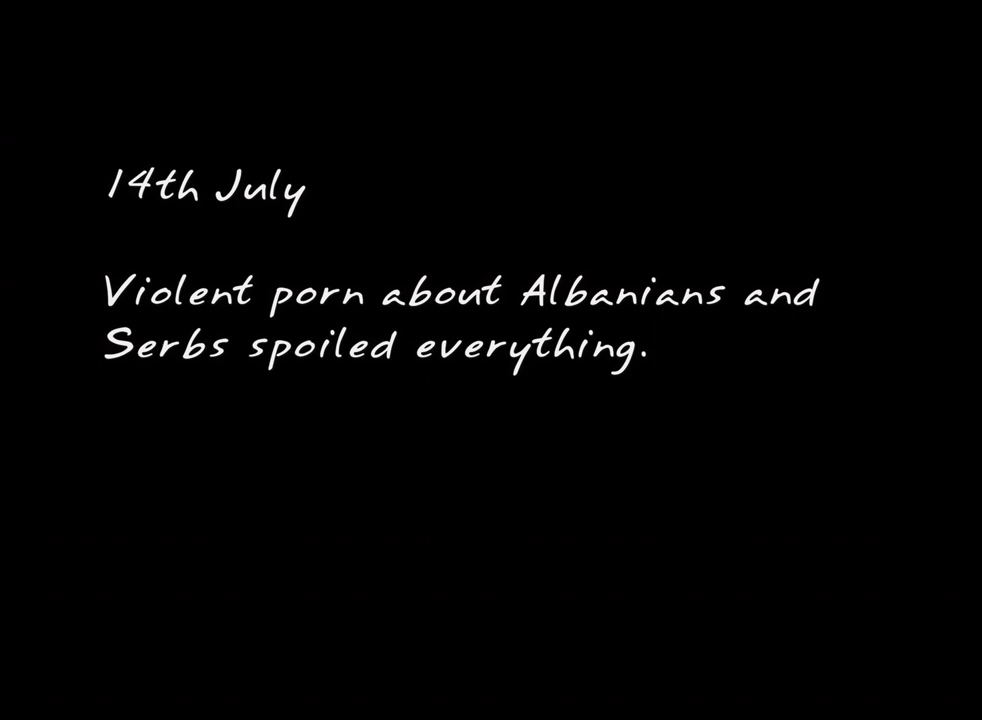 14th July
Violent porn about Albanians and
Serbs spoiled everything.